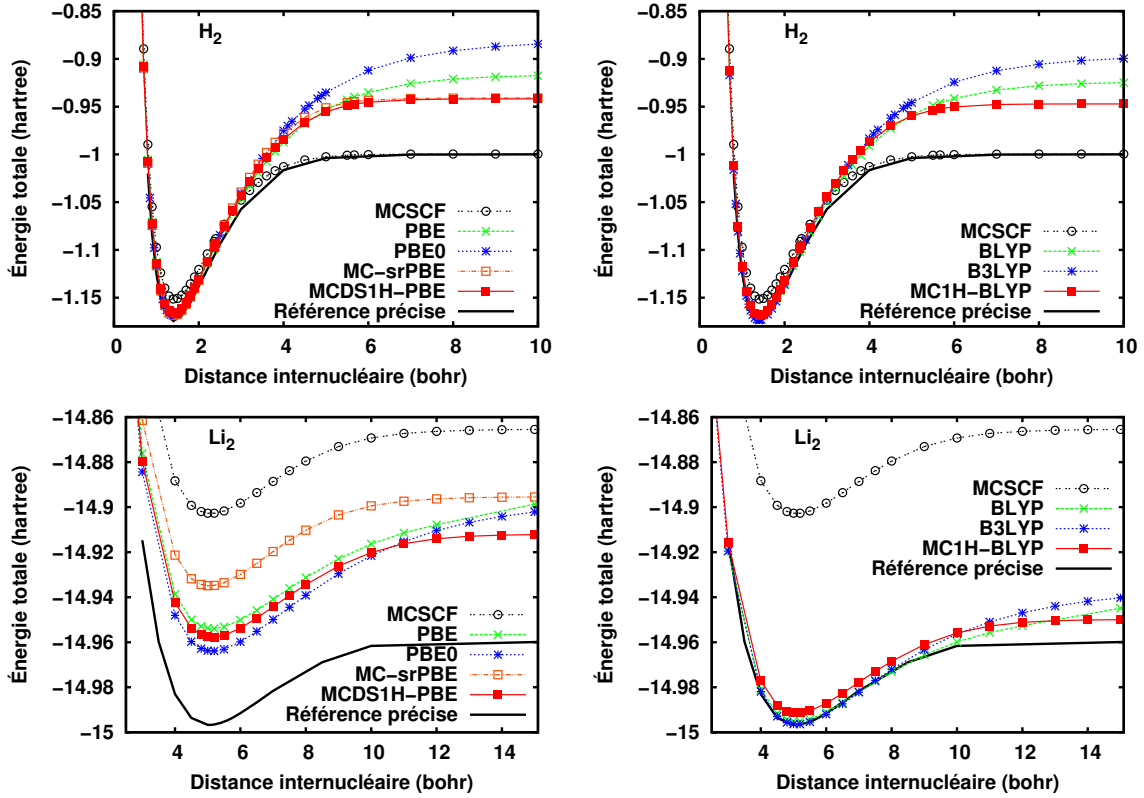 H2
Énergie totale (hartree)
−0.85
−0.9
−0.95
−1
−1.05
−1.1
−1.15
MCSCF
PBE
PBE0
MC−srPBE
MCDS1H−PBE
Référence précise
0 2 4 6 8 10
Distance internucléaire (bohr)
H2
Énergie totale (hartree)
−0.85
−0.9
−0.95
−1
−1.05
−1.1
−1.15
MCSCF
BLYP
B3LYP
MC1H−BLYP
Référence précise
0 2 4 6 8 10
Distance internucléaire (bohr)
Li2
Énergie totale (hartree)
−14.86
−14.88
−14.9
−14.92
−14.94
−14.96
−14.98
−15
MCSCF
PBE
PBE0
MC−srPBE
MCDS1H−PBE
Référence précise
4 6 8 10 12 14
Distance internucléaire (bohr)
Li2
Énergie totale (hartree)
−14.86
−14.88
−14.9
−14.92
−14.94
−14.96
−14.98
−15
MCSCF
BLYP
B3LYP
MC1H−BLYP
Référence précise
4 6 8 10 12 14
Distance internucléaire (bohr)